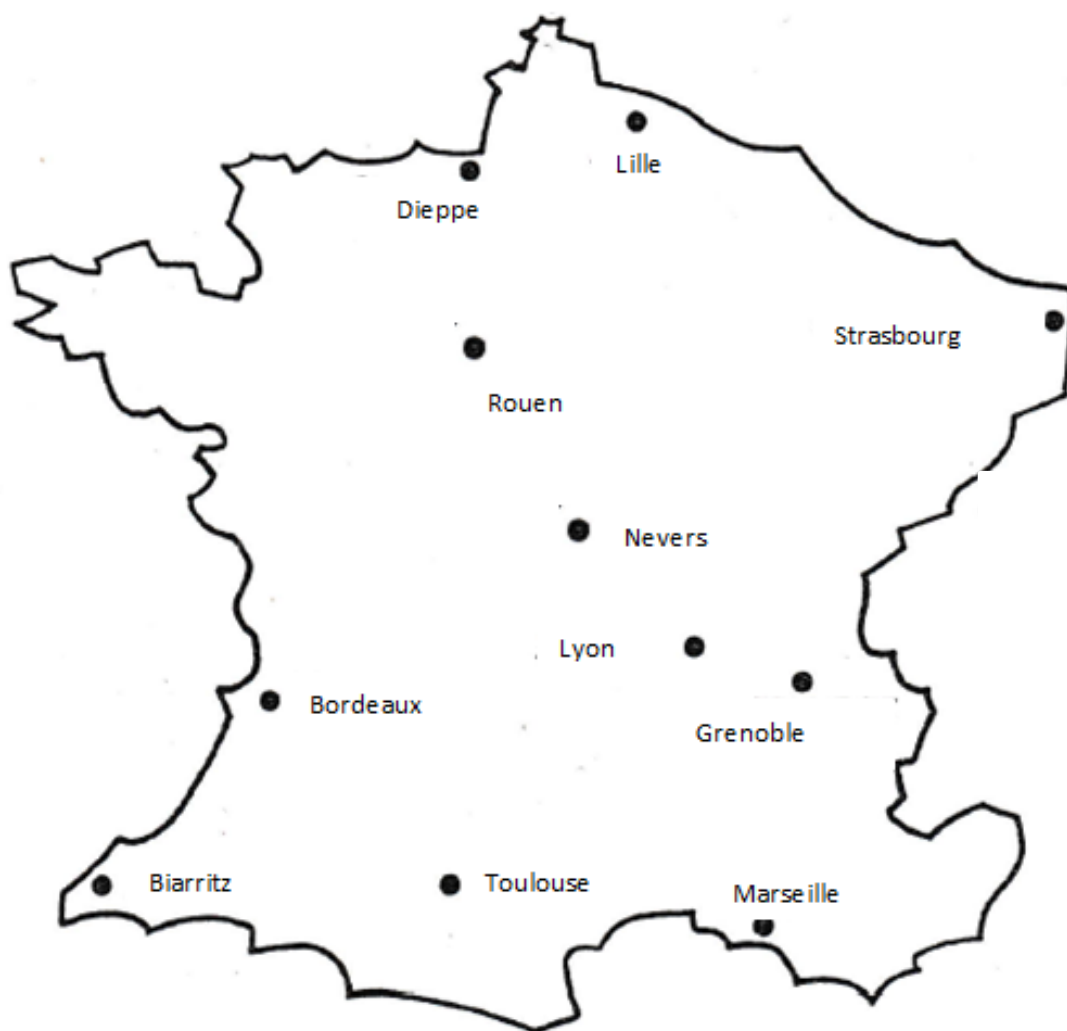 Lille
Dieppe
Strasbourg
Rouen
Nevers
Lyon
Bordeaux
Grenoble
Biarritz
Toulouse
Marseille